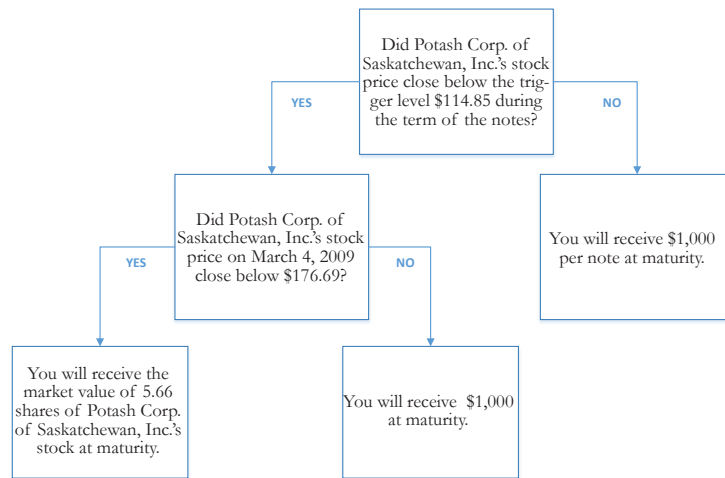 Did Potash Corp. of
Saskatchewan, Inc.'s stock
price close below the trig-
ger level $114.85 during
the term of the notes?
YES
NO
Did Potash Corp. of
Saskatchewan, Inc.'s stock
price on March 4, 2009
close below $176.69?
You will receive $1,000
per note at maturity.
YES
NO
You will receive the
market value of 5.66
shares of Potash Corp.
of Saskatchewan, Inc.'s
stock at maturity.
You will receive $1,000
at maturity.